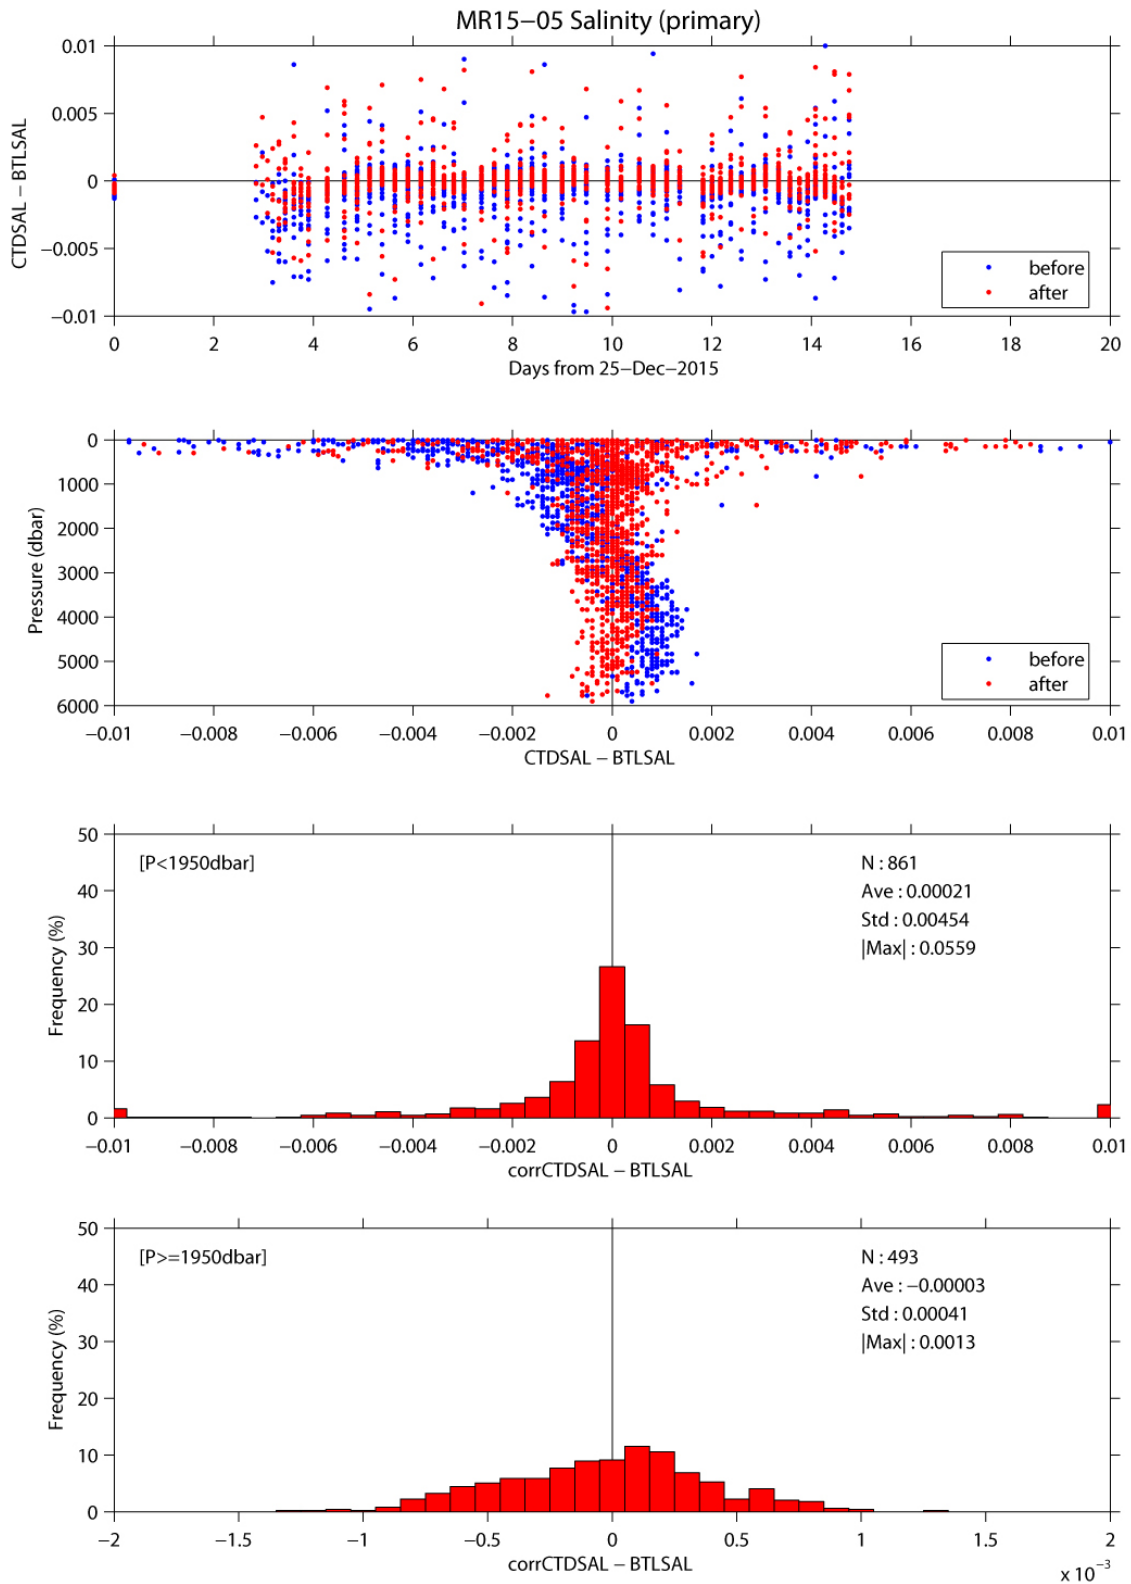 MR15−05 Salinity (primary)
0.01
0.005
0
−0.005
−0.01
CTDSAL − BTLSAL
before
after
0 2 4 6 8 10 12 14 16 18 20
Days from 25−Dec−2015
0
1000
2000
3000
4000
5000
6000
Pressure (dbar)
before
after
−0.01 −0.008 −0.006 −0.004 −0.002 0 0.002 0.004 0.006 0.008 0.01
CTDSAL − BTLSAL
50
40
30
20
10
0
Frequency (%)
[P<1950dbar]
N : 861
Ave : 0.00021
Std : 0.00454
|Max| : 0.0559
−0.01 −0.008 −0.006 −0.004 −0.002 0 0.002 0.004 0.006 0.008 0.01
corrCTDSAL − BTLSAL
50
40
30
20
10
0
Frequency (%)
[P>=1950dbar]
N : 493
Ave : −0.00003
Std : 0.00041
|Max| : 0.0013
−2 −1.5 −1 −0.5 0 0.5 1 1.5 2
corrCTDSAL − BTLSAL
x 10⁻³